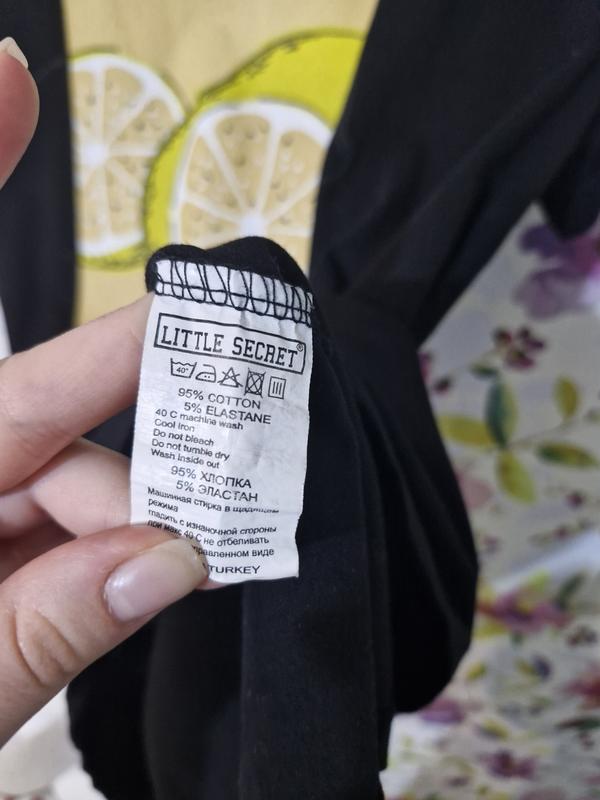 LITTLE SECRET®
40°
95% COTTON
5% ELASTANE
40 C machine wash
Cool iron
Do not bleach
Do not tumble dry
Wash inside out
95% ХЛОПКА
5% ЭЛАСТАН
Машинная стирка в щадящем
режима
гладить с изнаночной стороны
при макс 40 C не отбеливать
виде
TURKEY